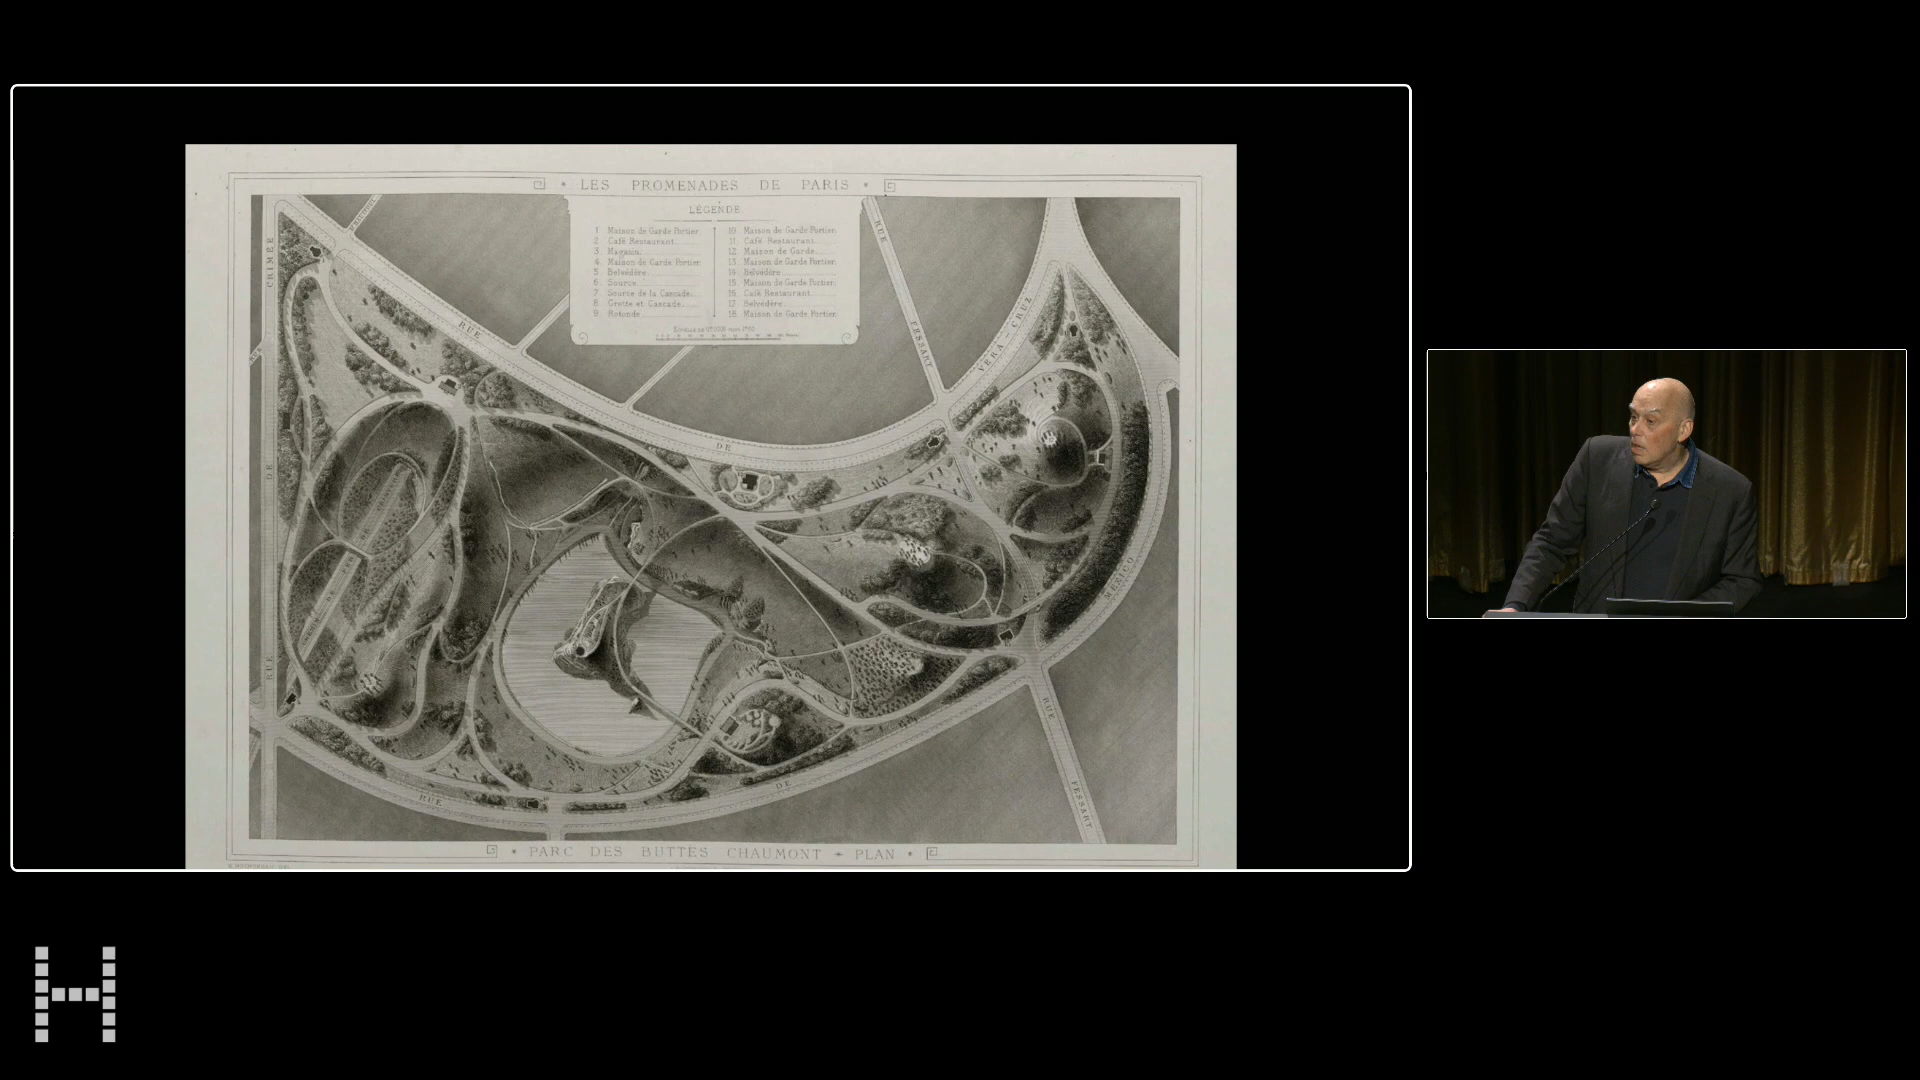 LES PROMENADES DE PARIS
LÉGENDE
1 Maison de Garde Portier
2 Café Restaurant
3 Magasin
4 Maison de Garde Portier
5 Belvédère
6 Source
7 Source de la Cascade
8 Grotte et Cascade
9 Rotonde
10 Maison de Garde Portier
11 Café Restaurant
12 Maison de Garde
13 Maison de Garde Portier
14 Belvédère
15 Maison de Garde Portier
16 Café Restaurant
17 Belvédère
18 Maison de Garde Portier
RUE DE CRIMÉE
RUE DE VERA-CRUZ
RUE FESSART
RUE DE MEXICO
RUE FESSART
PARC DES BUTTES CHAUMONT + PLAN
H